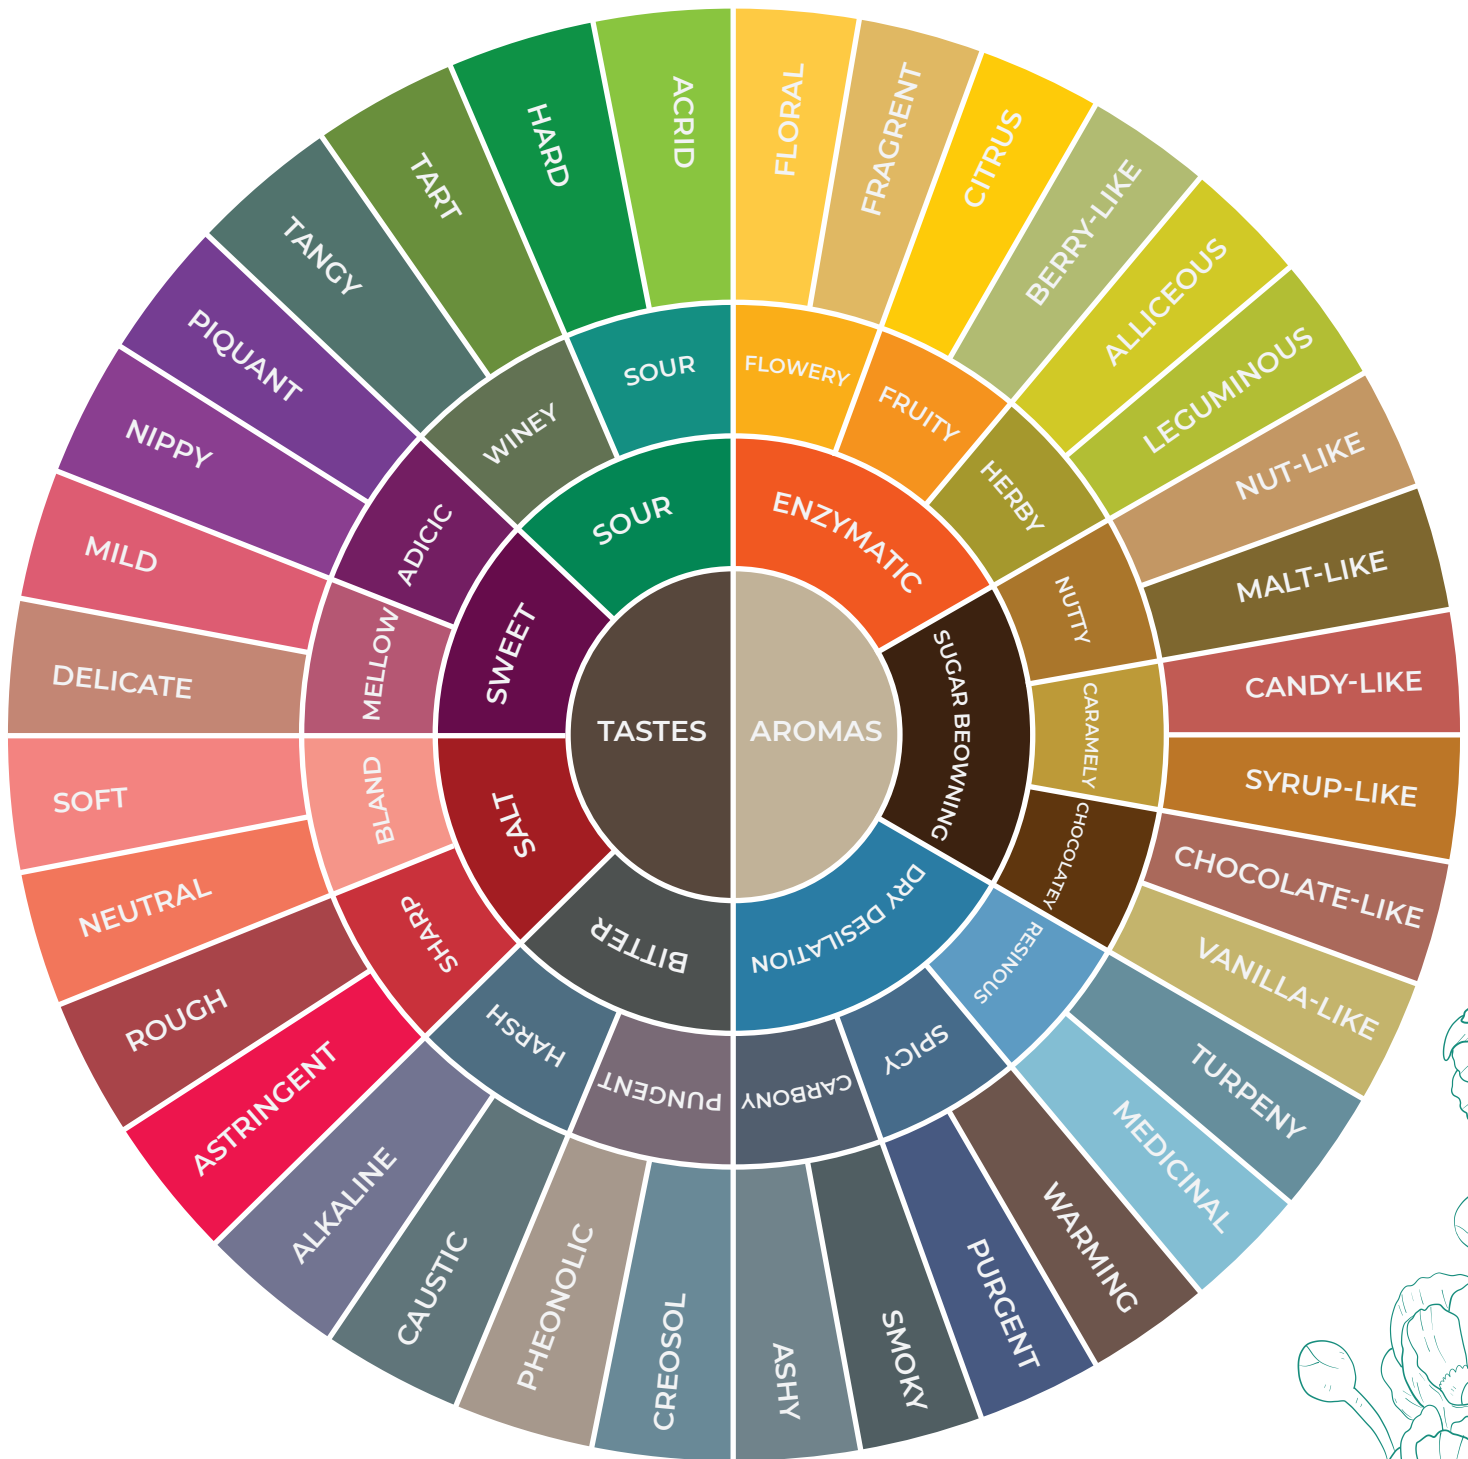 TASTES
AROMAS
ENZYMATIC
SUGAR BEOWNING
DRY DESILATION
BITTER
SALT
SWEET
SOUR
FLOWERY
FRUITY
HERBY
NUTTY
CARAMELY
CHOCOLATEY
RESINOUS
SPICY
CARBONY
PUNGENT
HARSH
SHARP
BLAND
MELLOW
ADICIC
WINEY
SOUR
FLORAL
FRAGRENT
CITRUS
BERRY-LIKE
ALLICEOUS
LEGUMINOUS
NUT-LIKE
MALT-LIKE
CANDY-LIKE
SYRUP-LIKE
CHOCOLATE-LIKE
VANILLA-LIKE
TURPENY
MEDICINAL
WARMING
PURGENT
SMOKY
ASHY
CREOSOL
PHEONOLIC
CAUSTIC
ALKALINE
ASTRINGENT
ROUGH
NEUTRAL
SOFT
DELICATE
MILD
NIPPY
PIQUANT
TANGY
TART
HARD
ACRID